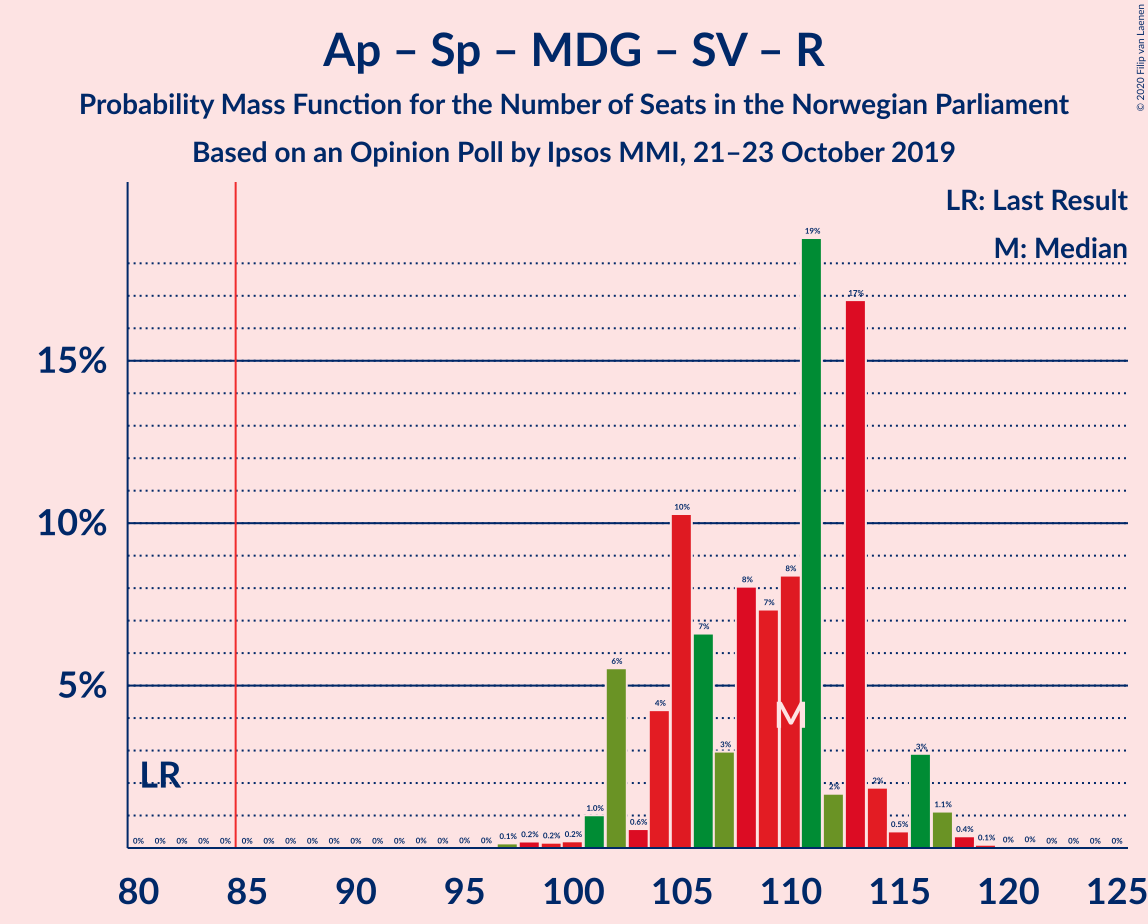 Ap – Sp – MDG – SV – R
Probability Mass Function for the Number of Seats in the Norwegian Parliament
Based on an Opinion Poll by Ipsos MMI, 21–23 October 2019
© 2020 Filip van Laenen
LR: Last Result
M: Median
15%
10%
5%
LR
M
0% 0% 0% 0% 0% 0% 0% 0% 0% 0% 0% 0% 0% 0% 0% 0% 0% 0.1% 0.2% 0.2% 0.2% 1.0% 6% 0.6% 4% 10% 7% 3% 8% 7% 8% 19% 2% 17% 2% 0.5% 3% 1.1% 0.4% 0.1% 0% 0% 0% 0% 0% 0%
80 85 90 95 100 105 110 115 120 125